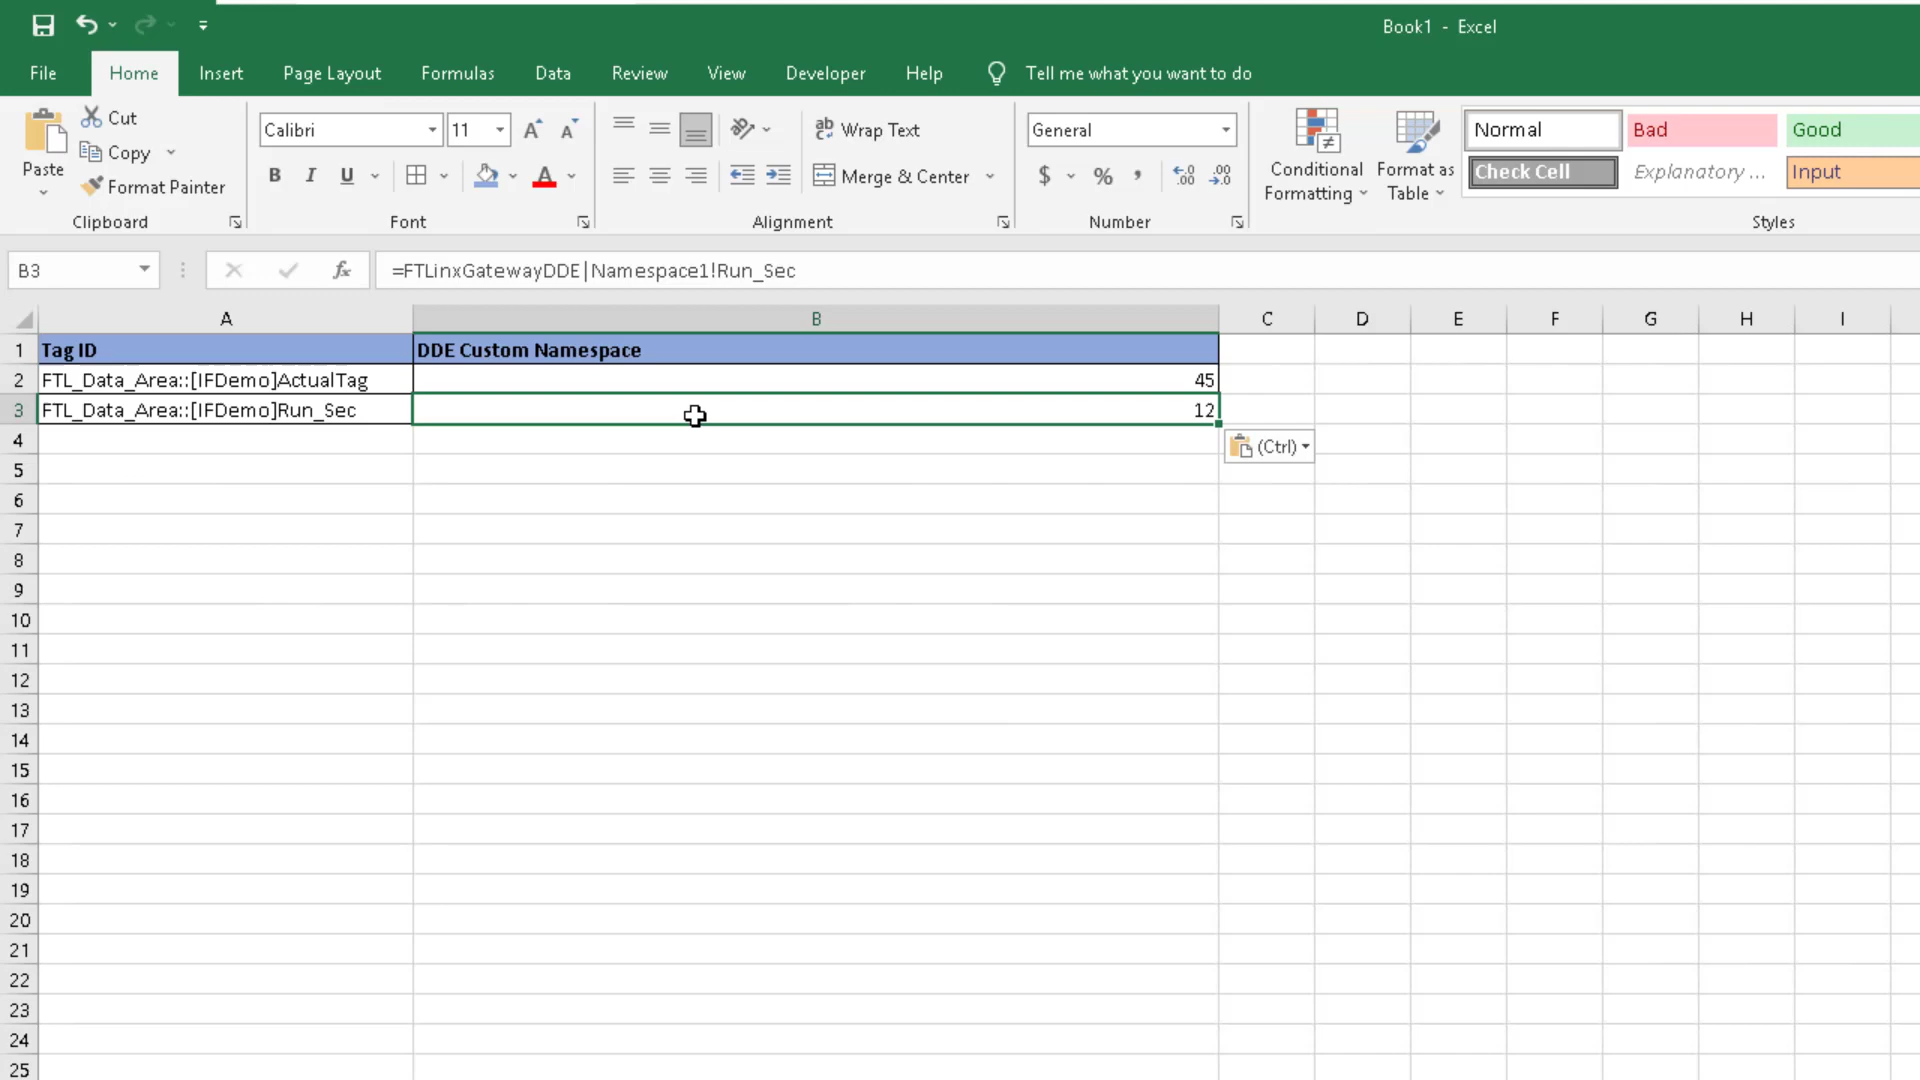 Book1 - Excel
File Home Insert Page Layout Formulas Data Review View Developer Help Tell me what you want to do
Paste
Cut
Copy
Format Painter
Clipboard
Calibri 11
B I U A
Font
Wrap Text
Merge & Center
Alignment
General
$ % ,
Number
Conditional Formatting
Format as Table
Normal Bad Good
Check Cell Explanatory ... Input
Styles
B3 fx =FTLinxGatewayDDE|Namespace1!Run_Sec
A B C D E F G H I
1 Tag ID DDE Custom Namespace
2 FTL_Data_Area::[IFDemo]ActualTag 45
3 FTL_Data_Area::[IFDemo]Run_Sec 12
4
(Ctrl)
5
6
7
8
9
10
11
12
13
14
15
16
17
18
19
20
21
22
23
24
25